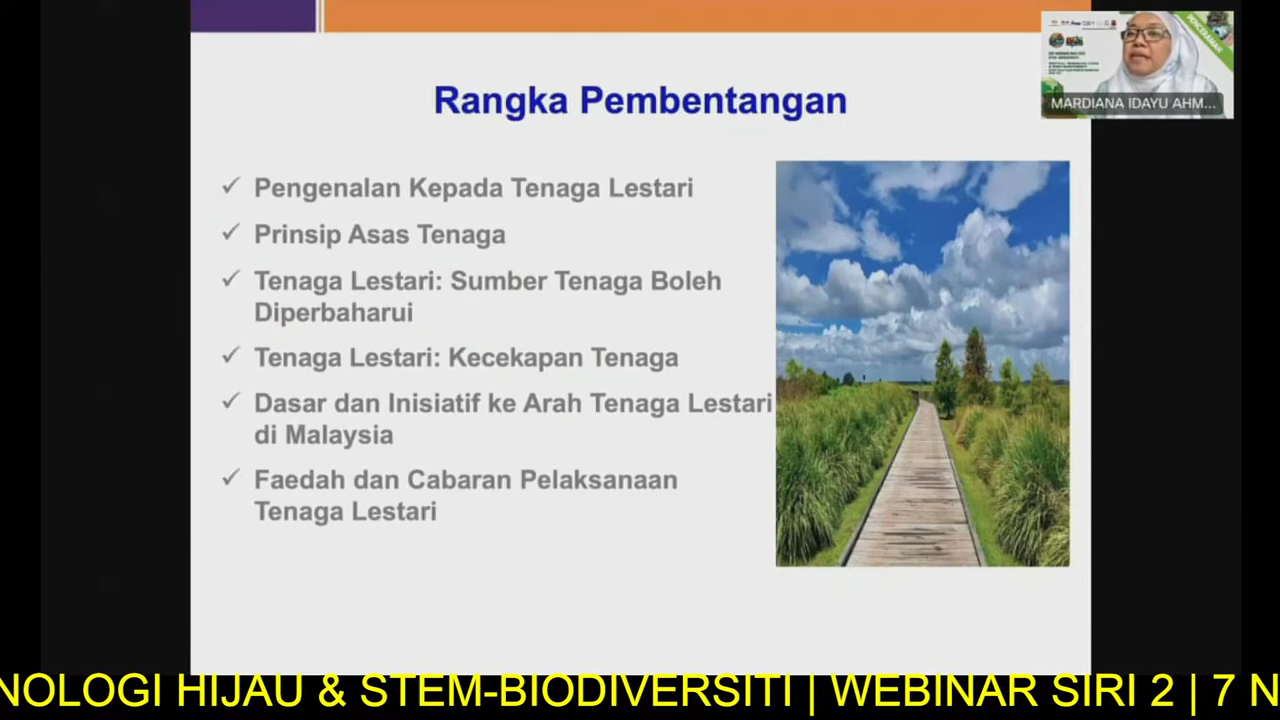 Rangka Pembentangan
Pengenalan Kepada Tenaga Lestari
Prinsip Asas Tenaga
Tenaga Lestari: Sumber Tenaga Boleh
Diperbaharui
Tenaga Lestari: Kecekapan Tenaga
Dasar dan Inisiatif ke Arah Tenaga Lestari
di Malaysia
Faedah dan Cabaran Pelaksanaan
Tenaga Lestari
PENCERAMAH
MARDIANA IDAYU AHM...
NOLOGI HIJAU & STEM-BIODIVERSITI | WEBINAR SIRI 2 | 7 N